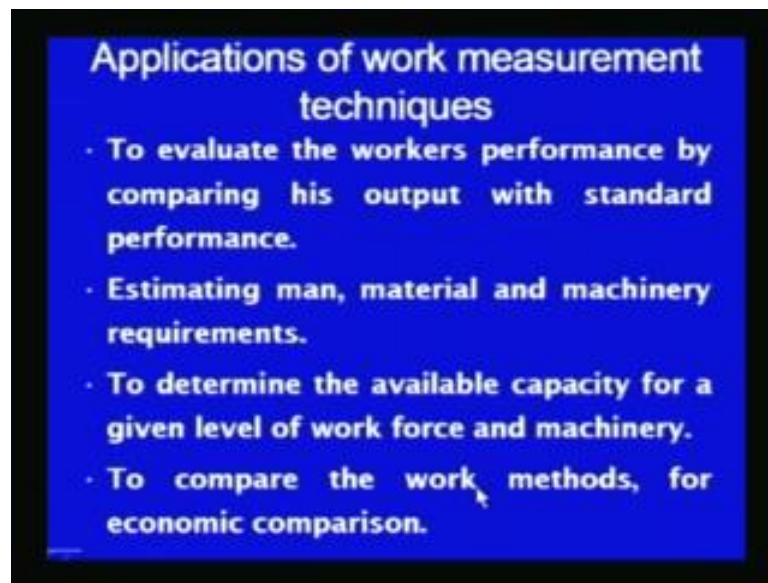 Applications of work measurement
techniques
· To evaluate the workers performance by
comparing his output with standard
performance.
· Estimating man, material and machinery
requirements.
· To determine the available capacity for a
given level of work force and machinery.
· To compare the work methods, for
economic comparison.